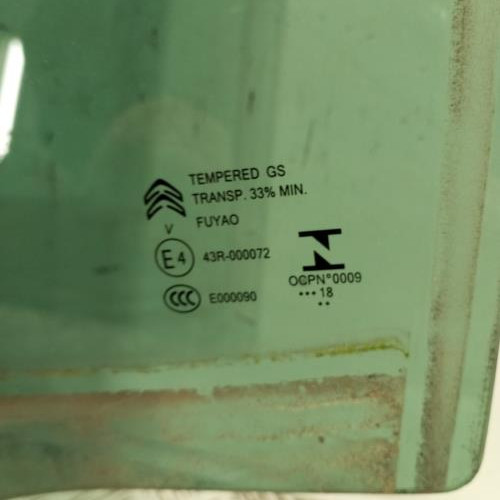 TEMPERED GS
TRANSP. 33% MIN.
FUYAO
V
E4 43R-000072
CCC E000090
OCPN°0009
•••18
••